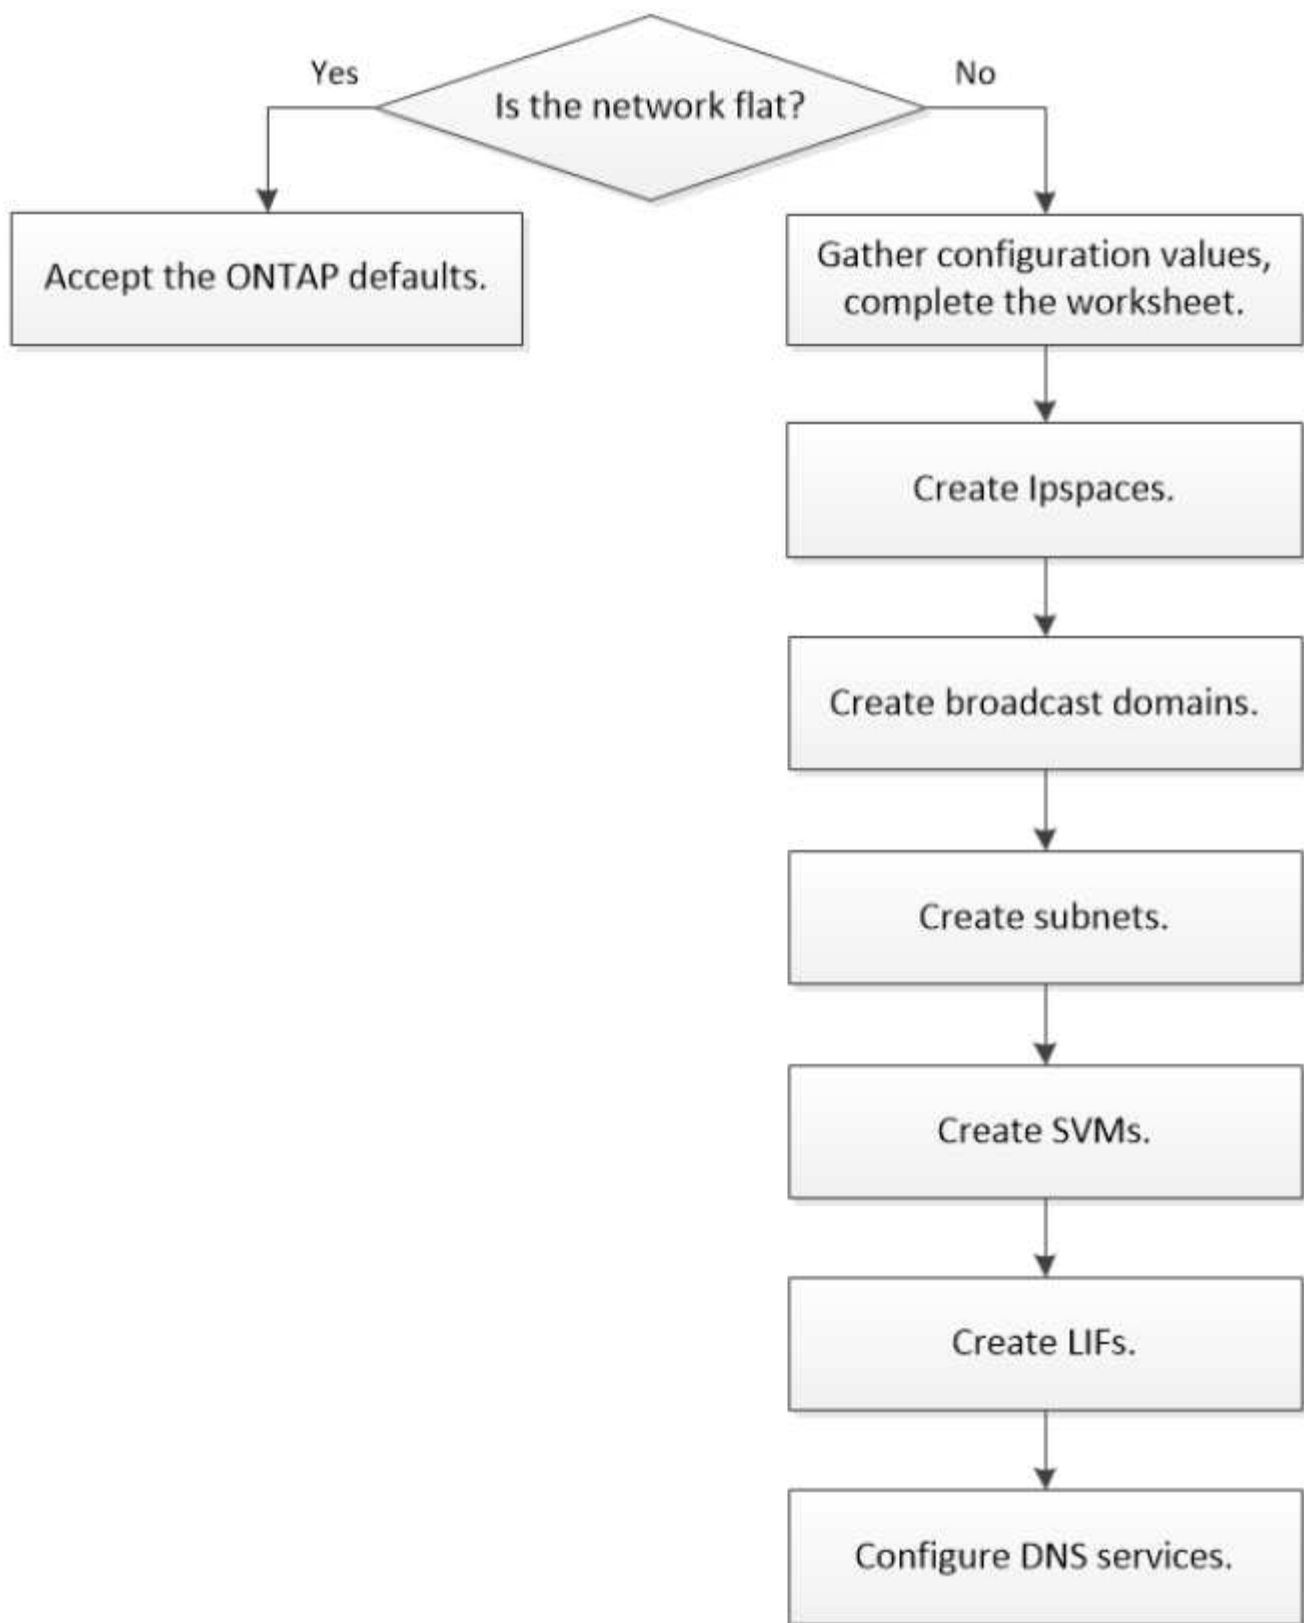 Yes
No
Is the network flat?
Accept the ONTAP defaults.
Gather configuration values,
complete the worksheet.
Create Ipspaces.
Create broadcast domains.
Create subnets.
Create SVMs.
Create LIFs.
Configure DNS services.